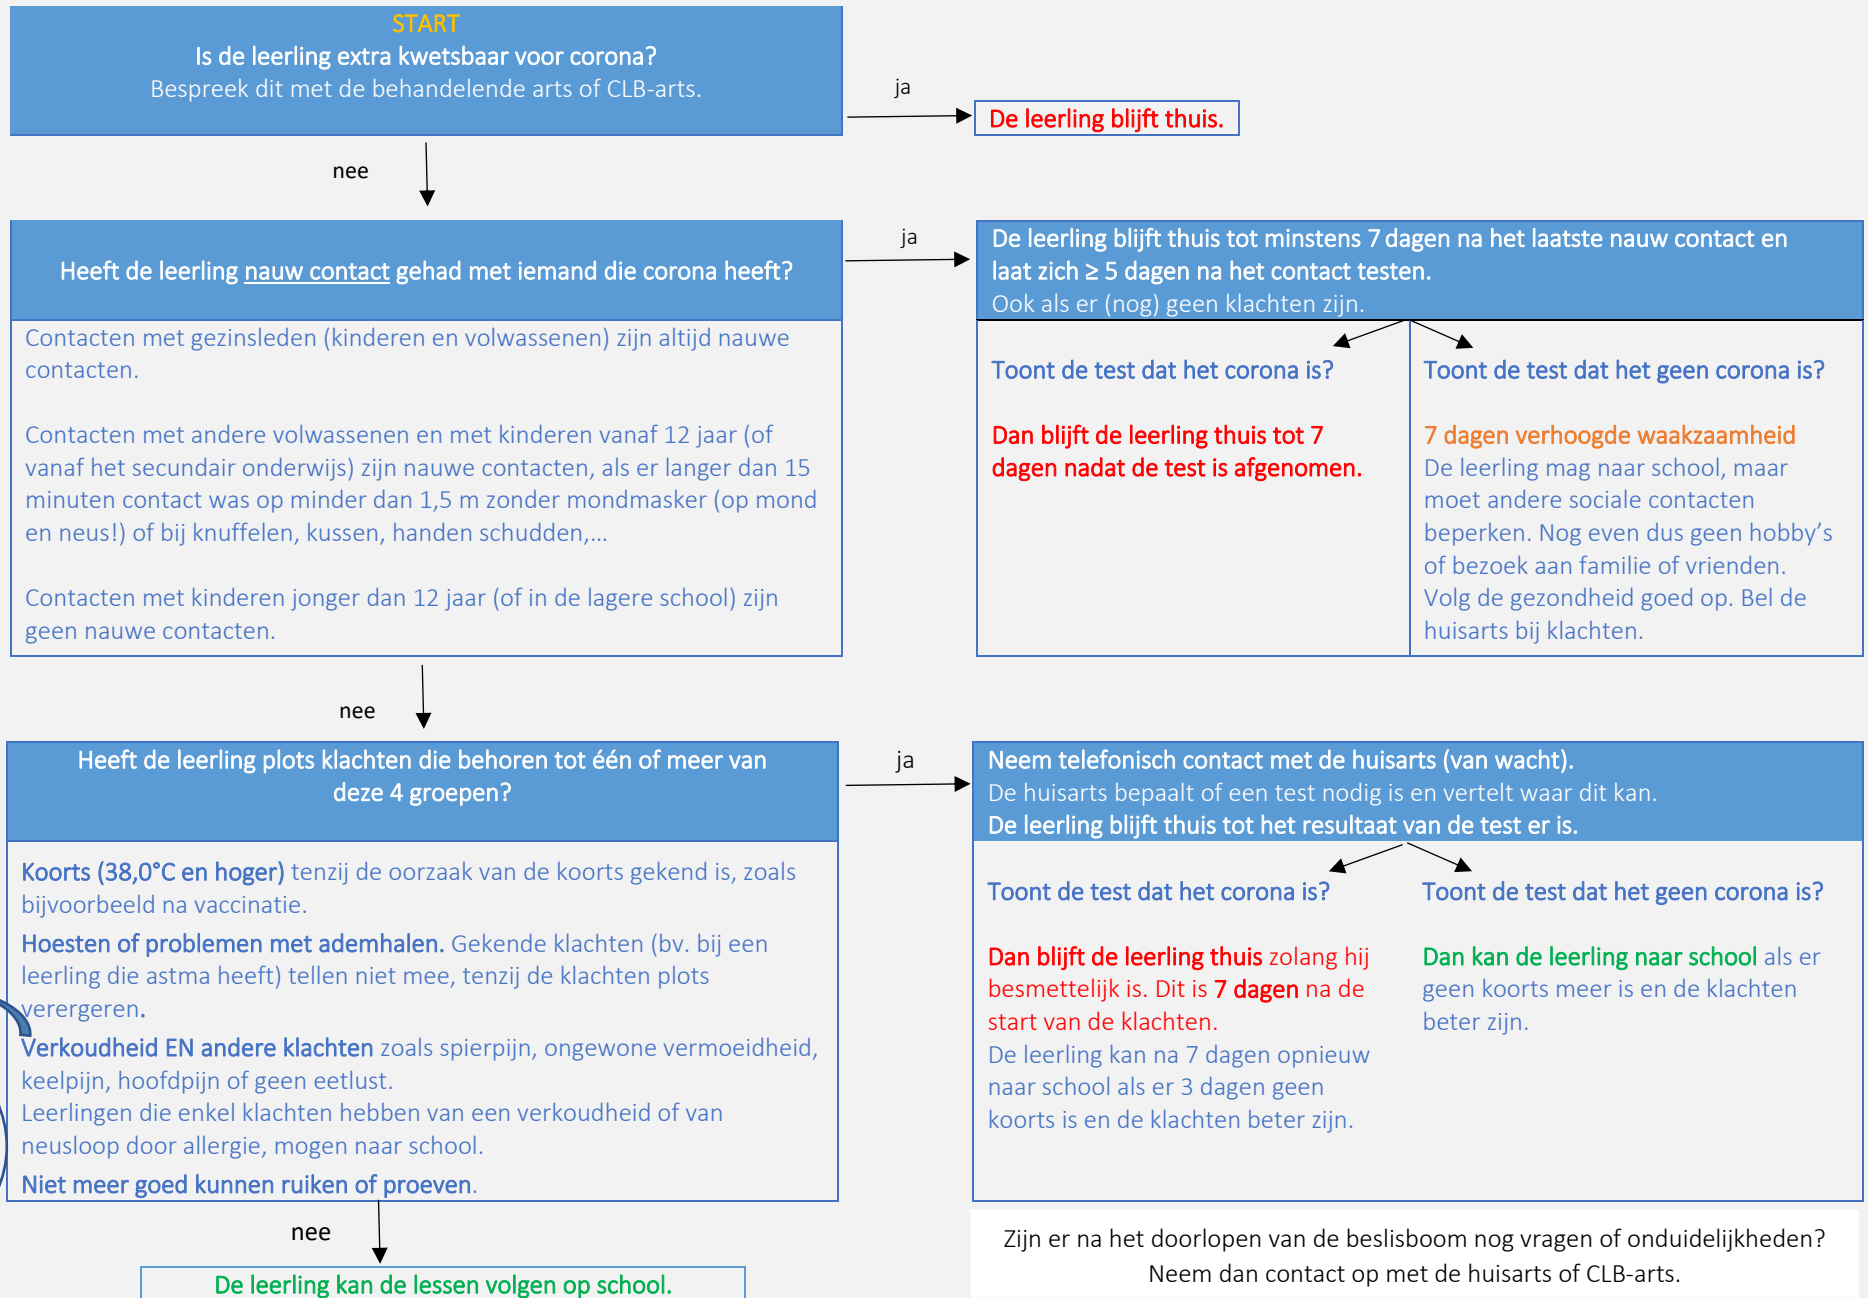 START
Is de leerling extra kwetsbaar voor corona?
Bespreek dit met de behandelende arts of CLB-arts.
ja
De leerling blijft thuis.
nee
Heeft de leerling nauw contact gehad met iemand die corona heeft?
Contacten met gezinsleden (kinderen en volwassenen) zijn altijd nauwe
contacten.
Contacten met andere volwassenen en met kinderen vanaf 12 jaar (of
vanaf het secundair onderwijs) zijn nauwe contacten, als er langer dan 15
minuten contact was op minder dan 1,5 m zonder mondmasker (op mond
en neus!) of bij knuffelen, kussen, handen schudden,…
Contacten met kinderen jonger dan 12 jaar (of in de lagere school) zijn
geen nauwe contacten.
ja
De leerling blijft thuis tot minstens 7 dagen na het laatste nauw contact en
laat zich ≥ 5 dagen na het contact testen.
Ook als er (nog) geen klachten zijn.
Toont de test dat het corona is?
Dan blijft de leerling thuis tot 7
dagen nadat de test is afgenomen.
Toont de test dat het geen corona is?
7 dagen verhoogde waakzaamheid
De leerling mag naar school, maar
moet andere sociale contacten
beperken. Nog even dus geen hobby’s
of bezoek aan familie of vrienden.
Volg de gezondheid goed op. Bel de
huisarts bij klachten.
nee
Heeft de leerling plots klachten die behoren tot één of meer van
deze 4 groepen?
Koorts (38,0°C en hoger) tenzij de oorzaak van de koorts gekend is, zoals
bijvoorbeeld na vaccinatie.
Hoesten of problemen met ademhalen. Gekende klachten (bv. bij een
leerling die astma heeft) tellen niet mee, tenzij de klachten plots
verergeren.
Verkoudheid EN andere klachten zoals spierpijn, ongewone vermoeidheid,
keelpijn, hoofdpijn of geen eetlust.
Leerlingen die enkel klachten hebben van een verkoudheid of van
neusloop door allergie, mogen naar school.
Niet meer goed kunnen ruiken of proeven.
ja
Neem telefonisch contact met de huisarts (van wacht).
De huisarts bepaalt of een test nodig is en vertelt waar dit kan.
De leerling blijft thuis tot het resultaat van de test er is.
Toont de test dat het corona is?
Dan blijft de leerling thuis zolang hij
besmettelijk is. Dit is 7 dagen na de
start van de klachten.
De leerling kan na 7 dagen opnieuw
naar school als er 3 dagen geen
koorts is en de klachten beter zijn.
Toont de test dat het geen corona is?
Dan kan de leerling naar school als er
geen koorts meer is en de klachten
beter zijn.
nee
De leerling kan de lessen volgen op school.
Zijn er na het doorlopen van de beslisboom nog vragen of onduidelijkheden?
Neem dan contact op met de huisarts of CLB-arts.